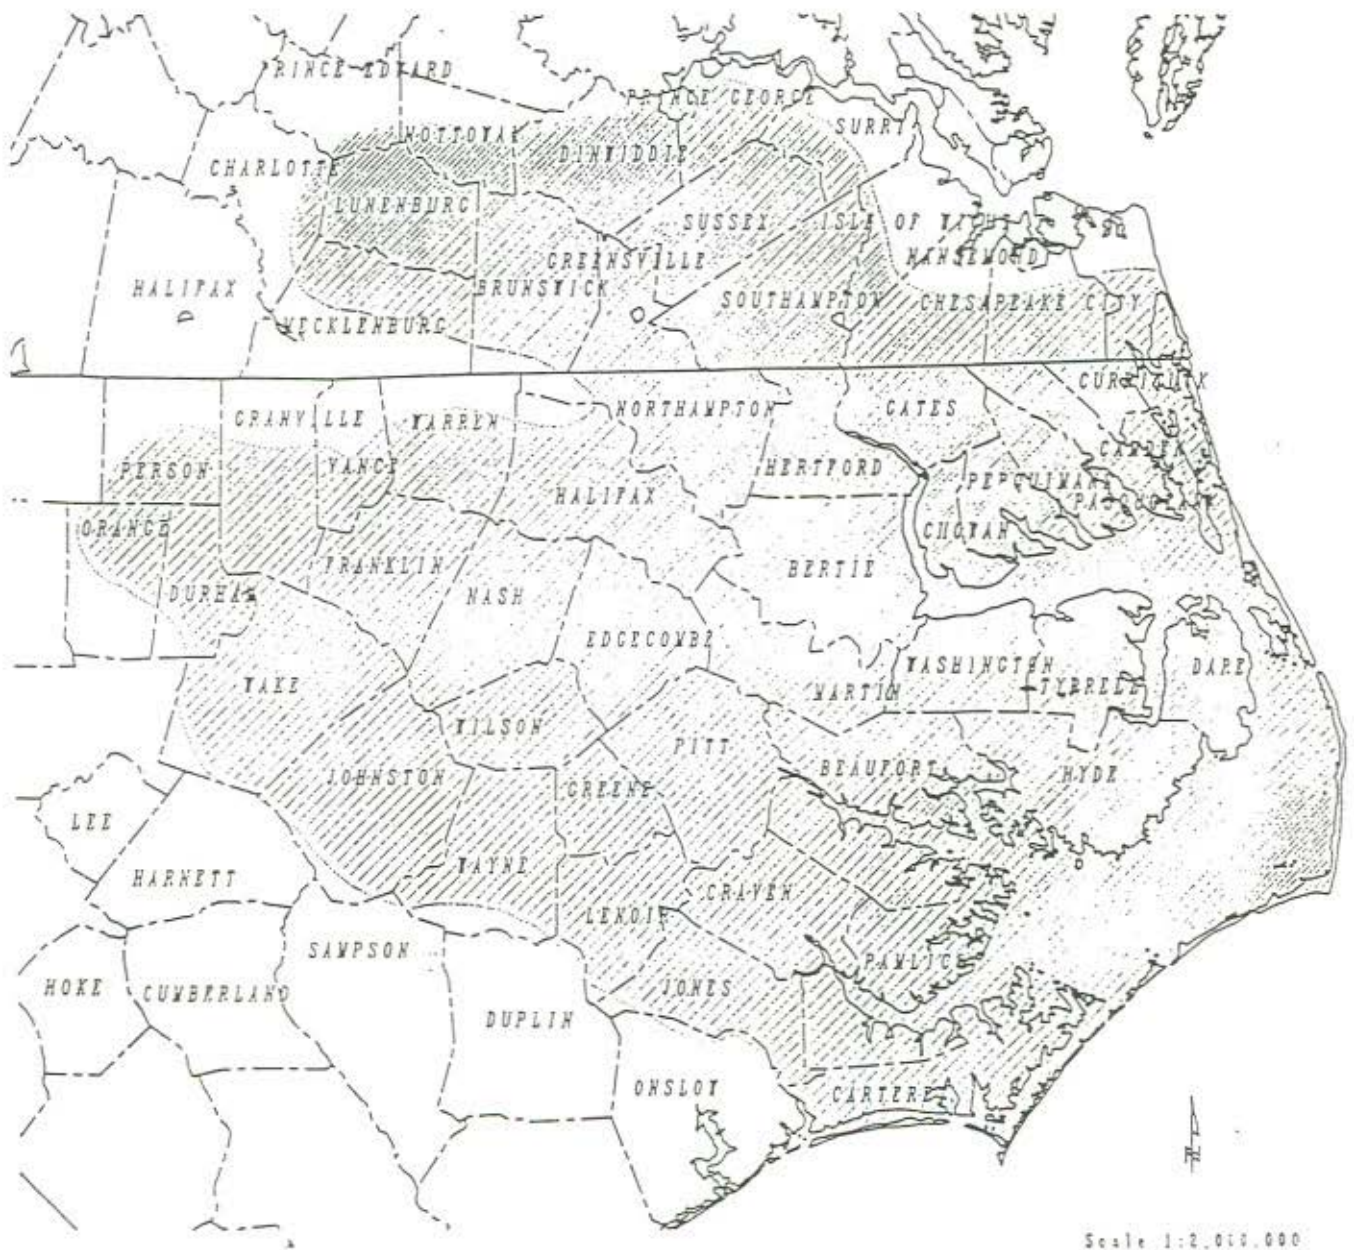 PRINCE EDWARD
PRINCE GEORGE
NOTTOWAY
SURRY
DINWIDDIE
CHARLOTTE
LUNENBURG
SUSSEX
ISLE OF WIGHT
NANSEMOND
GREENSVILLE
HALIFAX
BRUNSWICK
SOUTHAMPTON
CHESAPEAKE CITY
MECKLENBURG
CURRITUCK
GRANVILLE
WARREN
NORTHAMPTON
GATES
CAMDEN
PERSON
VANCE
HERTFORD
PERQUIMANS
HALIFAX
PASQUOTANK
ORANGE
CHOWAN
FRANKLIN
BERTIE
DURHAM
NASH
EDGECOMBE
WASHINGTON
DARE
WAKE
MARTIN
TYRRELL
WILSON
PITT
BEAUFORT
HYDE
JOHNSTON
GREENE
LEE
WAYNE
HARNETT
CRAVEN
LENOIR
SAMPSON
PAMLICO
HOKE
CUMBERLAND
JONES
DUPLIN
ONSLOW
CARTERET
Scale 1:2,000,000